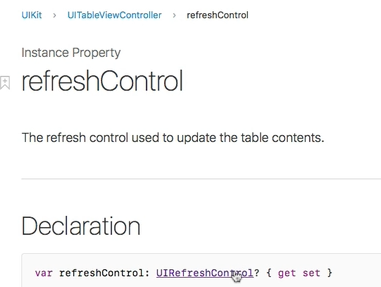 UIKit › UITableViewController › refreshControl
Instance Property
refreshControl
The refresh control used to update the table contents.
Declaration
var refreshControl: UIRefreshControl? { get set }